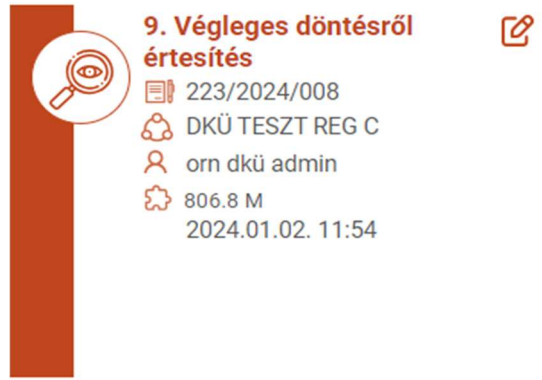 9. Végleges döntésről
értesítés
223/2024/008
DKÜ TESZT REG C
orn dkü admin
806.8 M
2024.01.02. 11:54